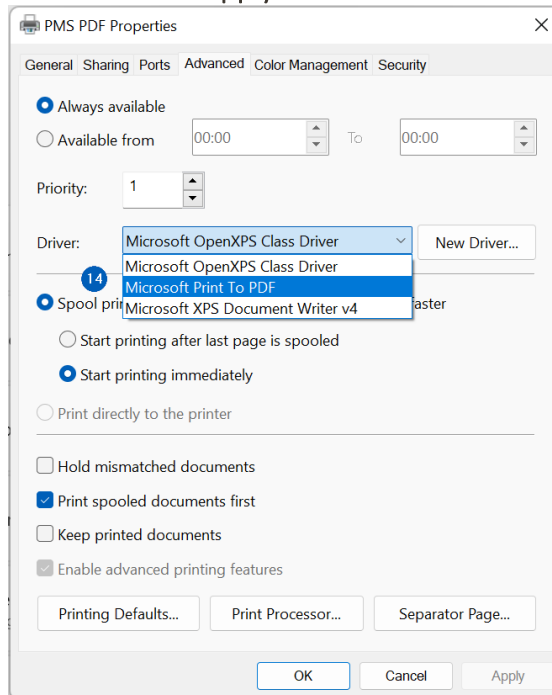 PMS PDF Properties
General Sharing Ports Advanced Color Management Security
Always available
Available from 00:00 To 00:00
Priority: 1
Driver: Microsoft OpenXPS Class Driver New Driver...
Microsoft OpenXPS Class Driver
14 Microsoft Print To PDF
Spool prin Microsoft XPS Document Writer v4 faster
Start printing after last page is spooled
Start printing immediately
Print directly to the printer
Hold mismatched documents
Print spooled documents first
Keep printed documents
Enable advanced printing features
Printing Defaults... Print Processor... Separator Page...
OK Cancel Apply